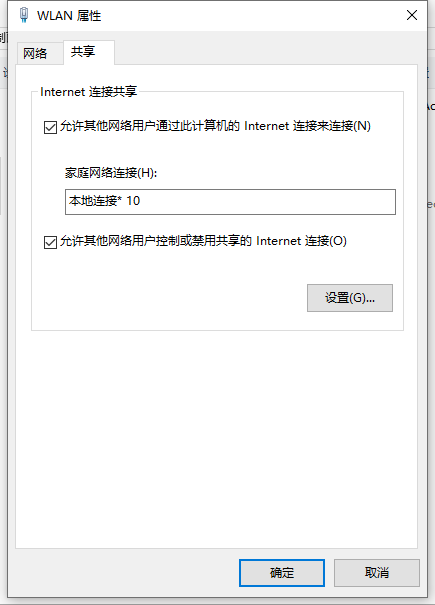 WLAN 属性
网络
共享
Internet 连接共享
允许其他网络用户通过此计算机的 Internet 连接来连接(N)
家庭网络连接(H):
本地连接* 10
允许其他网络用户控制或禁用共享的 Internet 连接(O)
设置(G)...
确定
取消